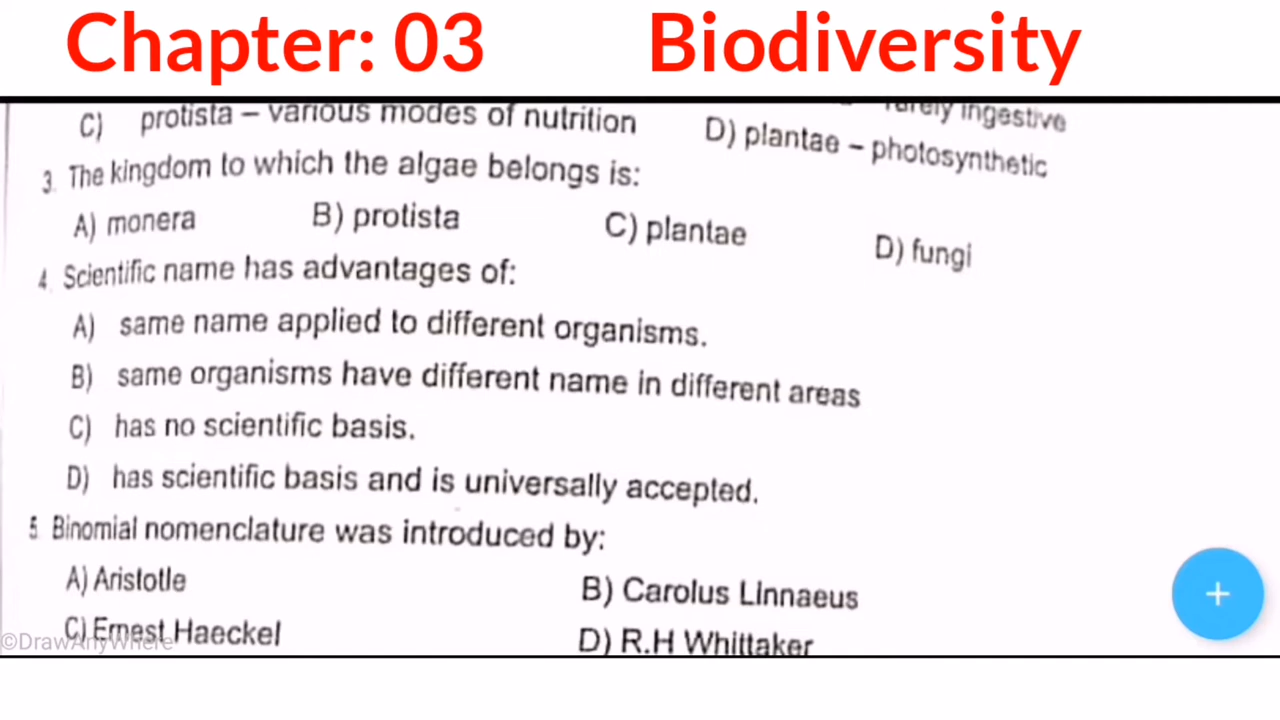 Chapter: 03 Biodiversity
rarely ingestive
C) protista – various modes of nutrition D) plantae – photosynthetic
3. The kingdom to which the algae belongs is:
A) monera B) protista C) plantae D) fungi
4. Scientific name has advantages of:
A) same name applied to different organisms.
B) same organisms have different name in different areas
C) has no scientific basis.
D) has scientific basis and is universally accepted.
5. Binomial nomenclature was introduced by:
A) Aristotle B) Carolus Linnaeus
C) Ernest Haeckel D) R.H Whittaker
©DrawAnyWhere
+